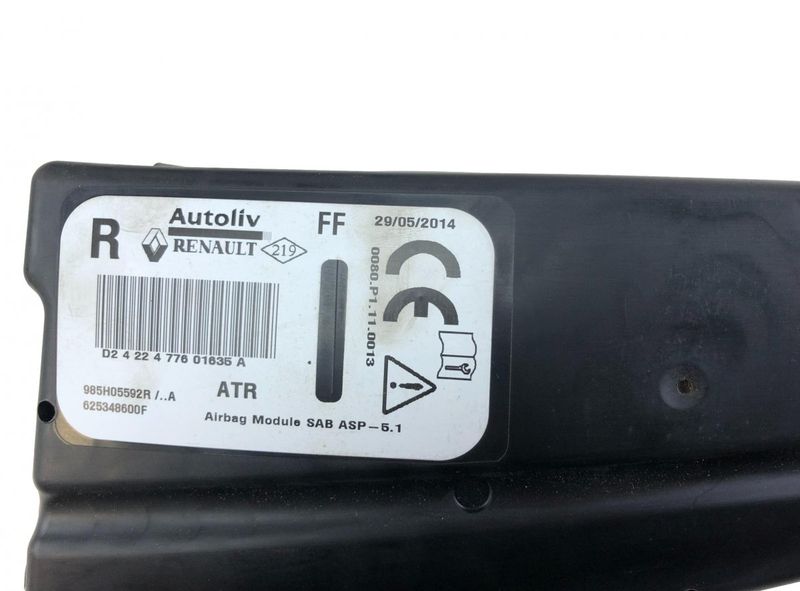 R
Autoliv
RENAULT
219
FF
29/05/2014
0080.P1.11.0013
CE
D2 4 22 4 776 01635 A
985H05592R /..A
625348600F
ATR
Airbag Module SAB ASP-5.1